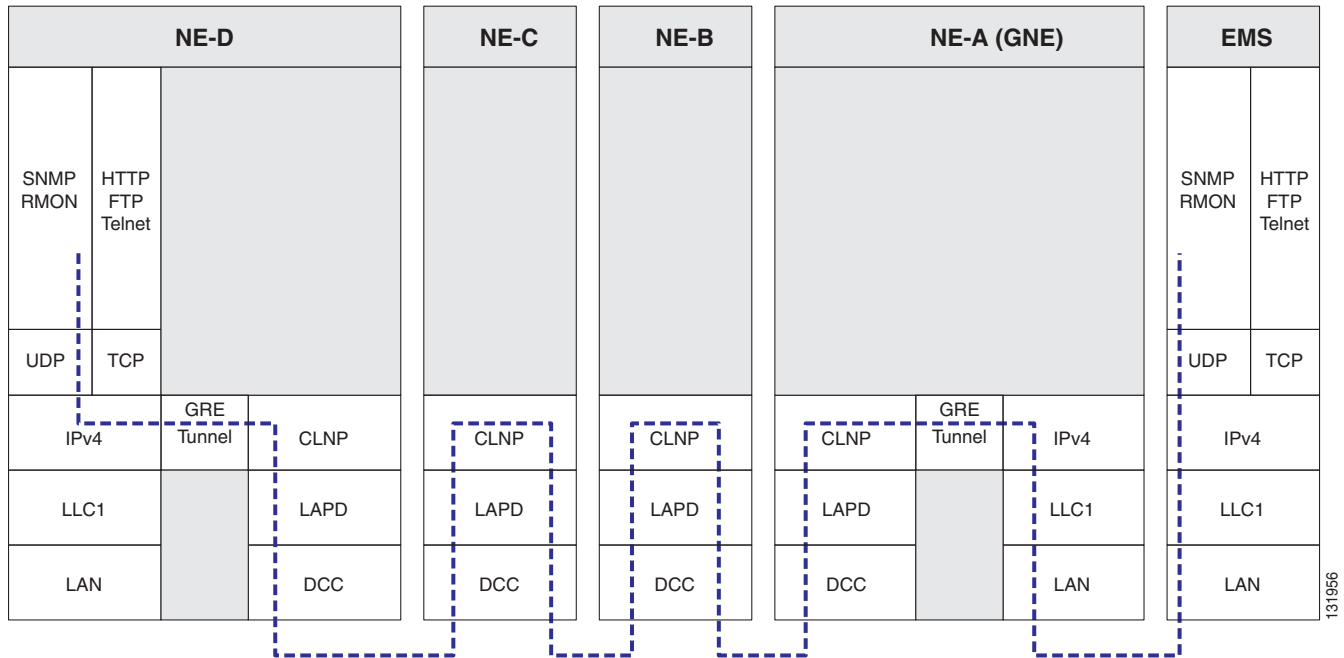 NE-D
NE-C
NE-B
NE-A (GNE)
EMS
SNMP
RMON
HTTP
FTP
Telnet
SNMP
RMON
HTTP
FTP
Telnet
UDP
TCP
UDP
TCP
IPv4
GRE
Tunnel
CLNP
CLNP
CLNP
CLNP
GRE
Tunnel
IPv4
IPv4
LLC1
LAPD
LAPD
LAPD
LAPD
LLC1
LLC1
LAN
DCC
DCC
DCC
DCC
LAN
LAN
131956